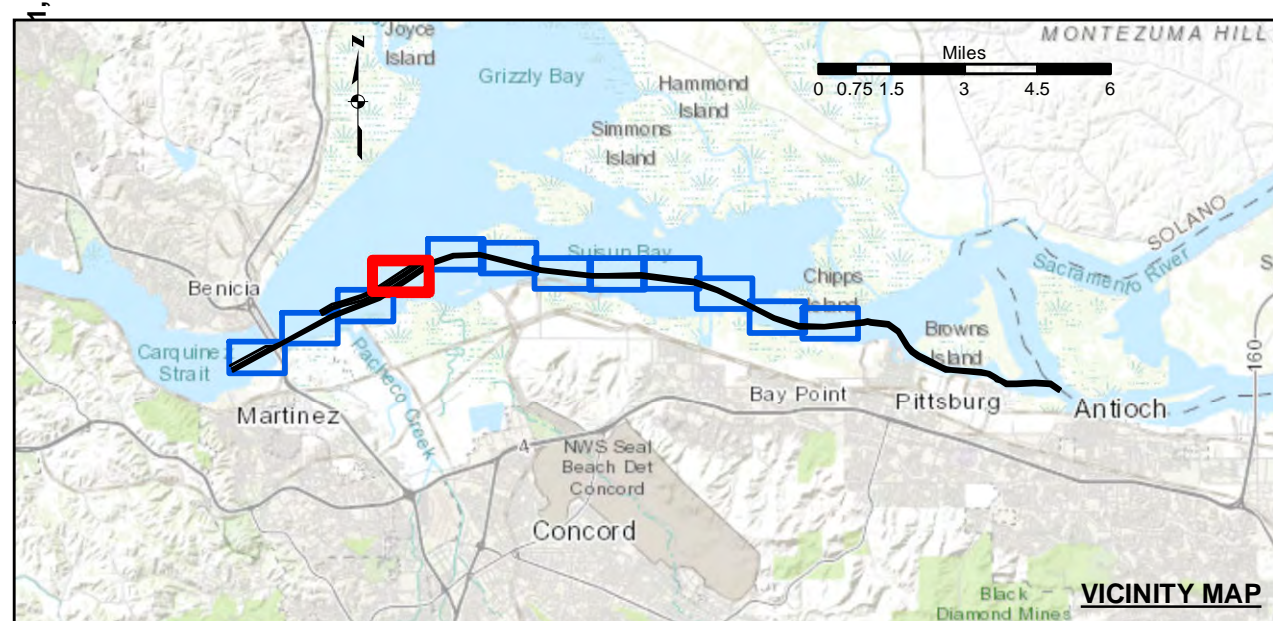 1,
Joyce
Island
Grizzly Bay
MONTEZUMA HILL
Miles
0 0.75 1.5 3 4.5 6
N
Hammond
Island
Simmons
Island
SOLANO
Sacramento River
S
Suisun Bay
Chipps
Island
Benicia
Carquinez
Strait
Pacheco Creek
Browns
Island
160
Martinez
Bay Point
Pittsburg
Antioch
4
NWS Seal
Beach Det
Concord
Concord
Black
Diamond Mines
VICINITY MAP